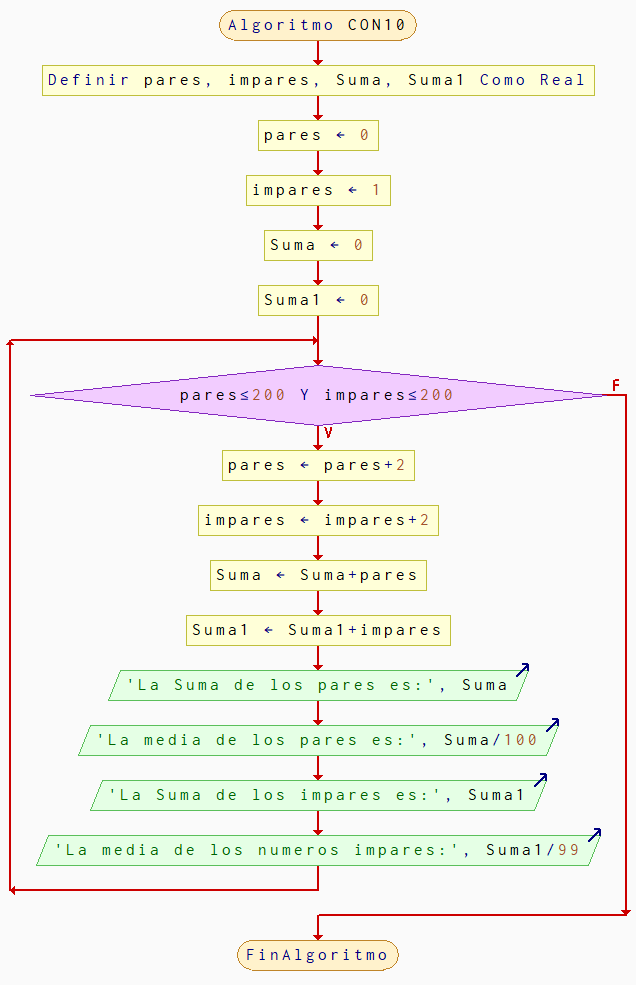 Algoritmo CON10
Definir pares, impares, Suma, Suma1 Como Real
pares ← 0
impares ← 1
Suma ← 0
Suma1 ← 0
pares≤200 Y impares≤200
F
V
pares ← pares+2
impares ← impares+2
Suma ← Suma+pares
Suma1 ← Suma1+impares
'La Suma de los pares es:', Suma
'La media de los pares es:', Suma/100
'La Suma de los impares es:', Suma1
'La media de los numeros impares:', Suma1/99
FinAlgoritmo